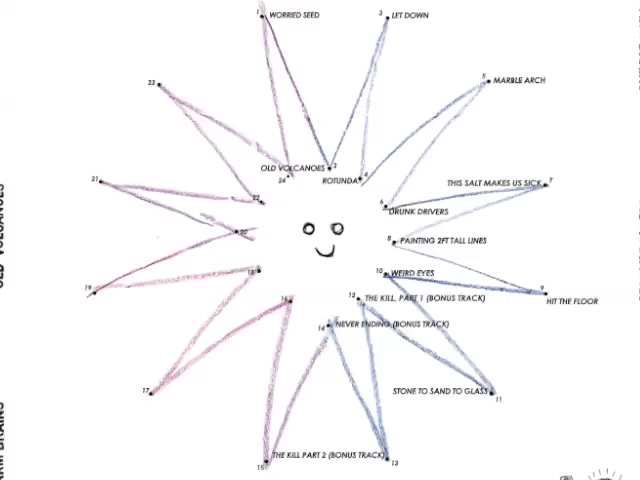 1 WORRIED SEED
3 LET DOWN
5 MARBLE ARCH
23
OLD VOLCANOES 2
24
ROTUNDA 4
21
THIS SALT MAKES US SICK 7
22
6 DRUNK DRIVERS
20
8 PAINTING 2FT TALL LINES
18
10 WEIRD EYES
19
9 HIT THE FLOOR
16
12 THE KILL, PART 1 (BONUS TRACK)
14 NEVER ENDING (BONUS TRACK)
17
STONE TO SAND TO GLASS 11
15 THE KILL PART 2 (BONUS TRACK)
13
OLD VOLCANOES
BRAINS